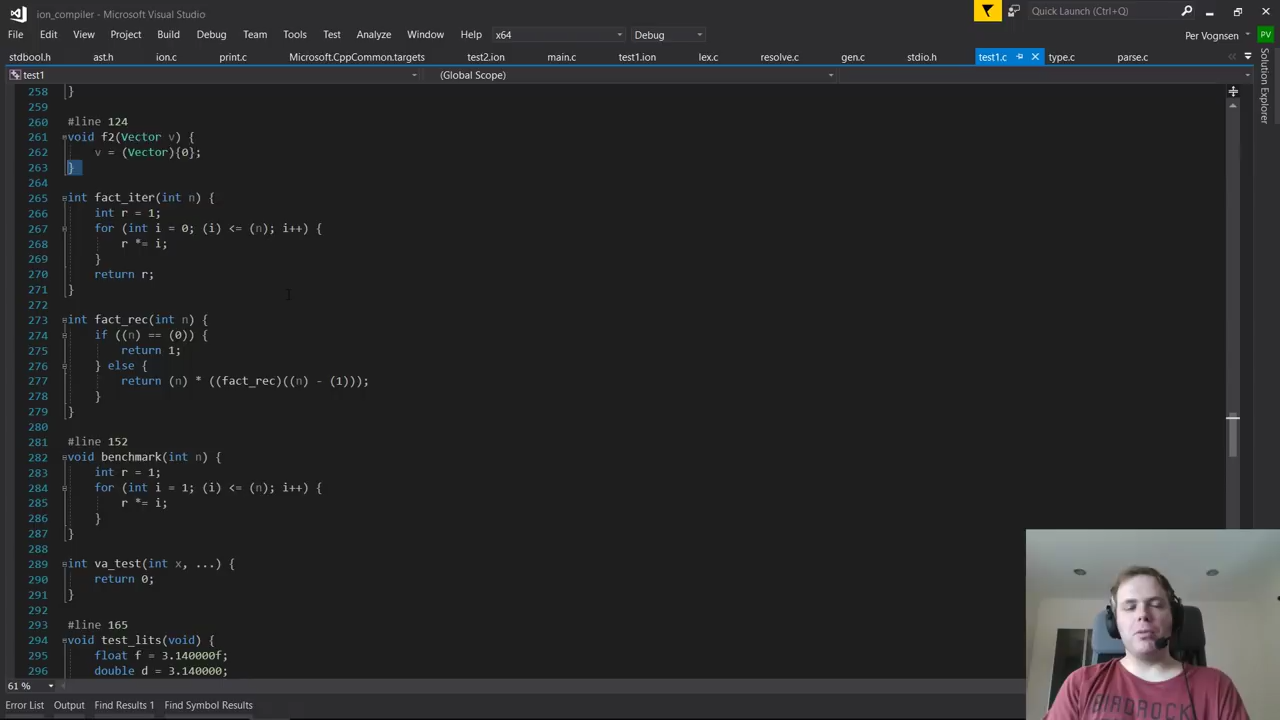 ion_compiler - Microsoft Visual Studio
Quick Launch (Ctrl+Q)
File Edit View Project Build Debug Team Tools Test Analyze Window Help x64 Debug
Per Vognsen PV
stdbool.h ast.h ion.c print.c Microsoft.CppCommon.targets test2.ion main.c test1.ion lex.c resolve.c gen.c stdio.h test1.c type.c parse.c
Solution Explorer
test1 (Global Scope)
258 }
259
260 #line 124
261 void f2(Vector v) {
262 v = (Vector){0};
263 }
264
265 int fact_iter(int n) {
266 int r = 1;
267 for (int i = 0; (i) <= (n); i++) {
268 r *= i;
269 }
270 return r;
271 }
272
273 int fact_rec(int n) {
274 if ((n) == (0)) {
275 return 1;
276 } else {
277 return (n) * ((fact_rec)((n) - (1)));
278 }
279 }
280
281 #line 152
282 void benchmark(int n) {
283 int r = 1;
284 for (int i = 1; (i) <= (n); i++) {
285 r *= i;
286 }
287 }
288
289 int va_test(int x, ...) {
290 return 0;
291 }
292
293 #line 165
294 void test_lits(void) {
295 float f = 3.140000f;
296 double d = 3.140000;
61 %
Error List Output Find Results 1 Find Symbol Results
BIRDROCK